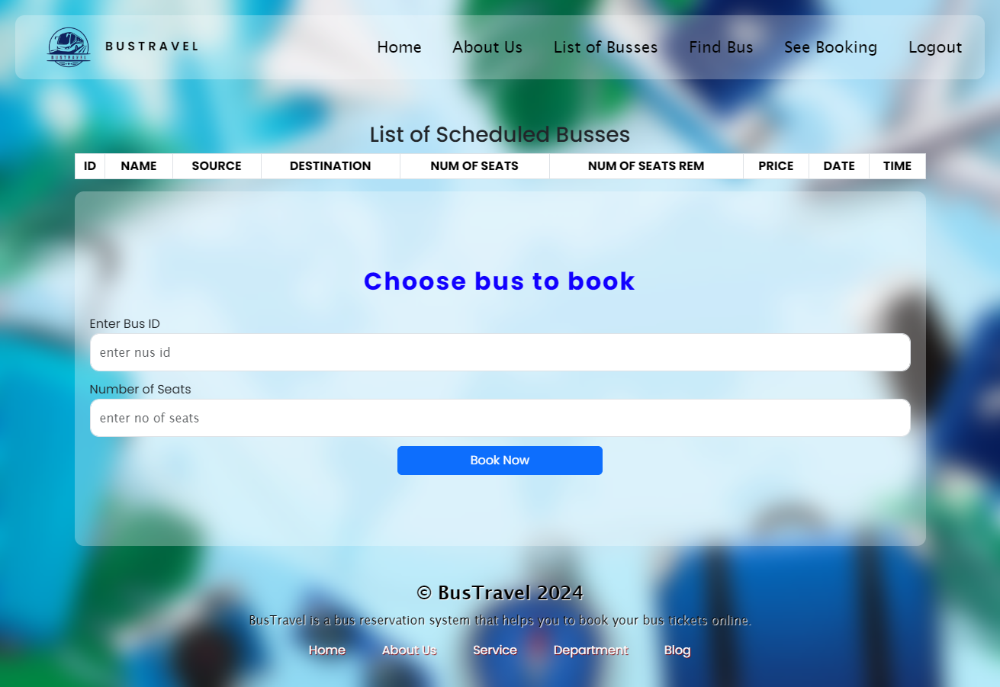 BUSTRAVEL
BUSTRAVEL
Home About Us List of Busses Find Bus See Booking Logout
List of Scheduled Busses
ID NAME SOURCE DESTINATION NUM OF SEATS NUM OF SEATS REM PRICE DATE TIME
Choose bus to book
Enter Bus ID
enter nus id
Number of Seats
enter no of seats
Book Now
© BusTravel 2024
BusTravel is a bus reservation system that helps you to book your bus tickets online.
Home About Us Service Department Blog